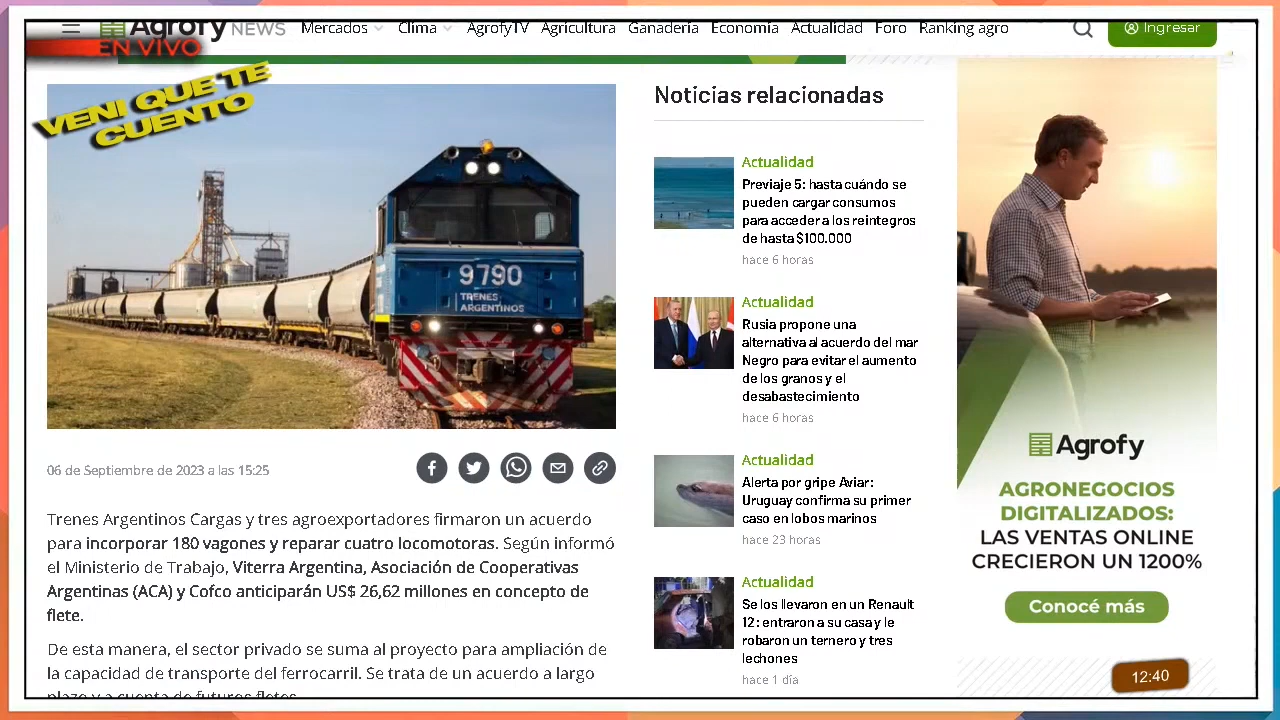 Agrofy NEWS
Mercados
Clima
AgrofyTV
Agricultura
Ganadería
Economía
Actualidad
Foro
Ranking agro
Ingresar
EN VIVO
VENI QUE TE
CUENTO
9790
TRENES
ARGENTINOS
06 de Septiembre de 2023 a las 15:25
Trenes Argentinos Cargas y tres agroexportadores firmaron un acuerdo
para incorporar 180 vagones y reparar cuatro locomotoras. Según informó
el Ministerio de Trabajo, Viterra Argentina, Asociación de Cooperativas
Argentinas (ACA) y Cofco anticiparán US$ 26,62 millones en concepto de
flete.
De esta manera, el sector privado se suma al proyecto para ampliación de
la capacidad de transporte del ferrocarril. Se trata de un acuerdo a largo
plazo y a cuenta de futuros fletes.
Noticias relacionadas
Actualidad
Previaje 5: hasta cuándo se
pueden cargar consumos
para acceder a los reintegros
de hasta $100.000
hace 6 horas
Actualidad
Rusia propone una
alternativa al acuerdo del mar
Negro para evitar el aumento
de los granos y el
desabastecimiento
hace 6 horas
Actualidad
Alerta por gripe Aviar:
Uruguay confirma su primer
caso en lobos marinos
hace 23 horas
Actualidad
Se los llevaron en un Renault
12: entraron a su casa y le
robaron un ternero y tres
lechones
hace 1 día
Agrofy
AGRONEGOCIOS
DIGITALIZADOS:
LAS VENTAS ONLINE
CRECIERON UN 1200%
Conocé más
12:40